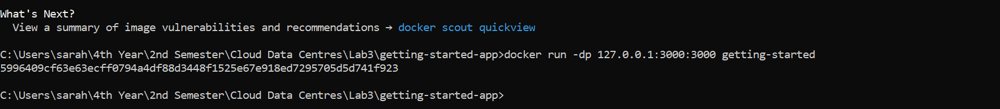 What's Next?
  View a summary of image vulnerabilities and recommendations → docker scout quickview
C:\Users\sarah\4th Year\2nd Semester\Cloud Data Centres\Lab3\getting-started-app>docker run -dp 127.0.0.1:3000:3000 getting-started
5996409cf63e63ecff0794a4df88d3448f1525e67e918ed7295705d5d741f923
C:\Users\sarah\4th Year\2nd Semester\Cloud Data Centres\Lab3\getting-started-app>